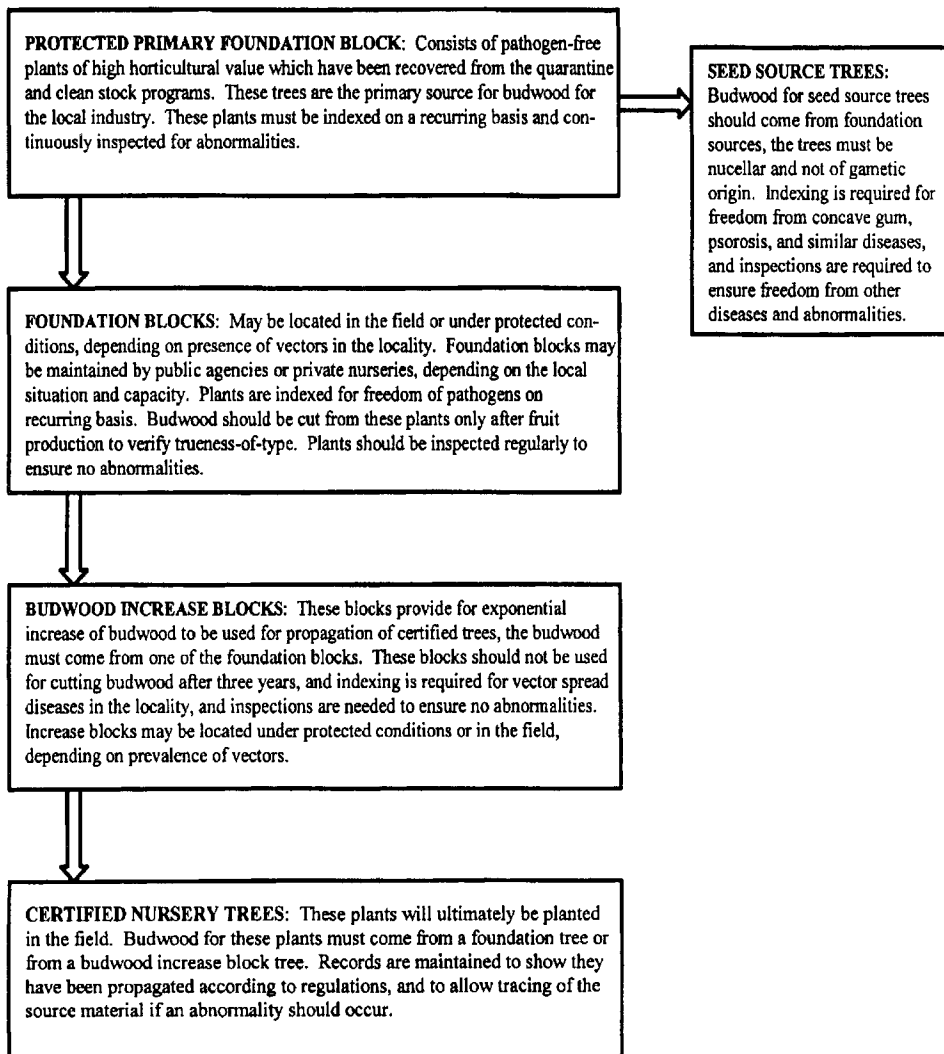 PROTECTED PRIMARY FOUNDATION BLOCK: Consists of pathogen-free
plants of high horticultural value which have been recovered from the quarantine
and clean stock programs. These trees are the primary source for budwood for
the local industry. These plants must be indexed on a recurring basis and con-
tinuously inspected for abnormalities.
SEED SOURCE TREES:
Budwood for seed source trees
should come from foundation
sources, the trees must be
nucellar and not of gametic
origin. Indexing is required for
freedom from concave gum,
psorosis, and similar diseases,
and inspections are required to
ensure freedom from other
diseases and abnormalities.
FOUNDATION BLOCKS: May be located in the field or under protected con-
ditions, depending on presence of vectors in the locality. Foundation blocks may
be maintained by public agencies or private nurseries, depending on the local
situation and capacity. Plants are indexed for freedom of pathogens on
recurring basis. Budwood should be cut from these plants only after fruit
production to verify trueness-of-type. Plants should be inspected regularly to
ensure no abnormalities.
BUDWOOD INCREASE BLOCKS: These blocks provide for exponential
increase of budwood to be used for propagation of certified trees, the budwood
must come from one of the foundation blocks. These blocks should not be used
for cutting budwood after three years, and indexing is required for vector spread
diseases in the locality, and inspections are needed to ensure no abnormalities.
Increase blocks may be located under protected conditions or in the field,
depending on prevalence of vectors.
CERTIFIED NURSERY TREES: These plants will ultimately be planted
in the field. Budwood for these plants must come from a foundation tree or
from a budwood increase block tree. Records are maintained to show they
have been propagated according to regulations, and to allow tracing of the
source material if an abnormality should occur.